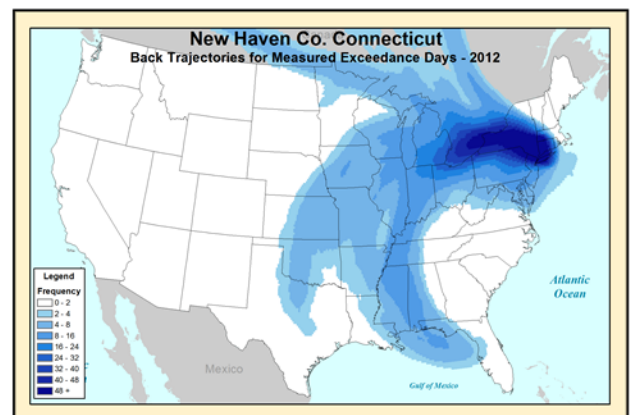 New Haven Co. Connecticut
Back Trajectories for Measured Exceedance Days - 2012
Legend
Frequency
0 - 2
2 - 4
4 - 8
8 - 16
16 - 24
24 - 32
32 - 40
40 - 48
48 +
Atlantic
Ocean
Mexico
Gulf of Mexico